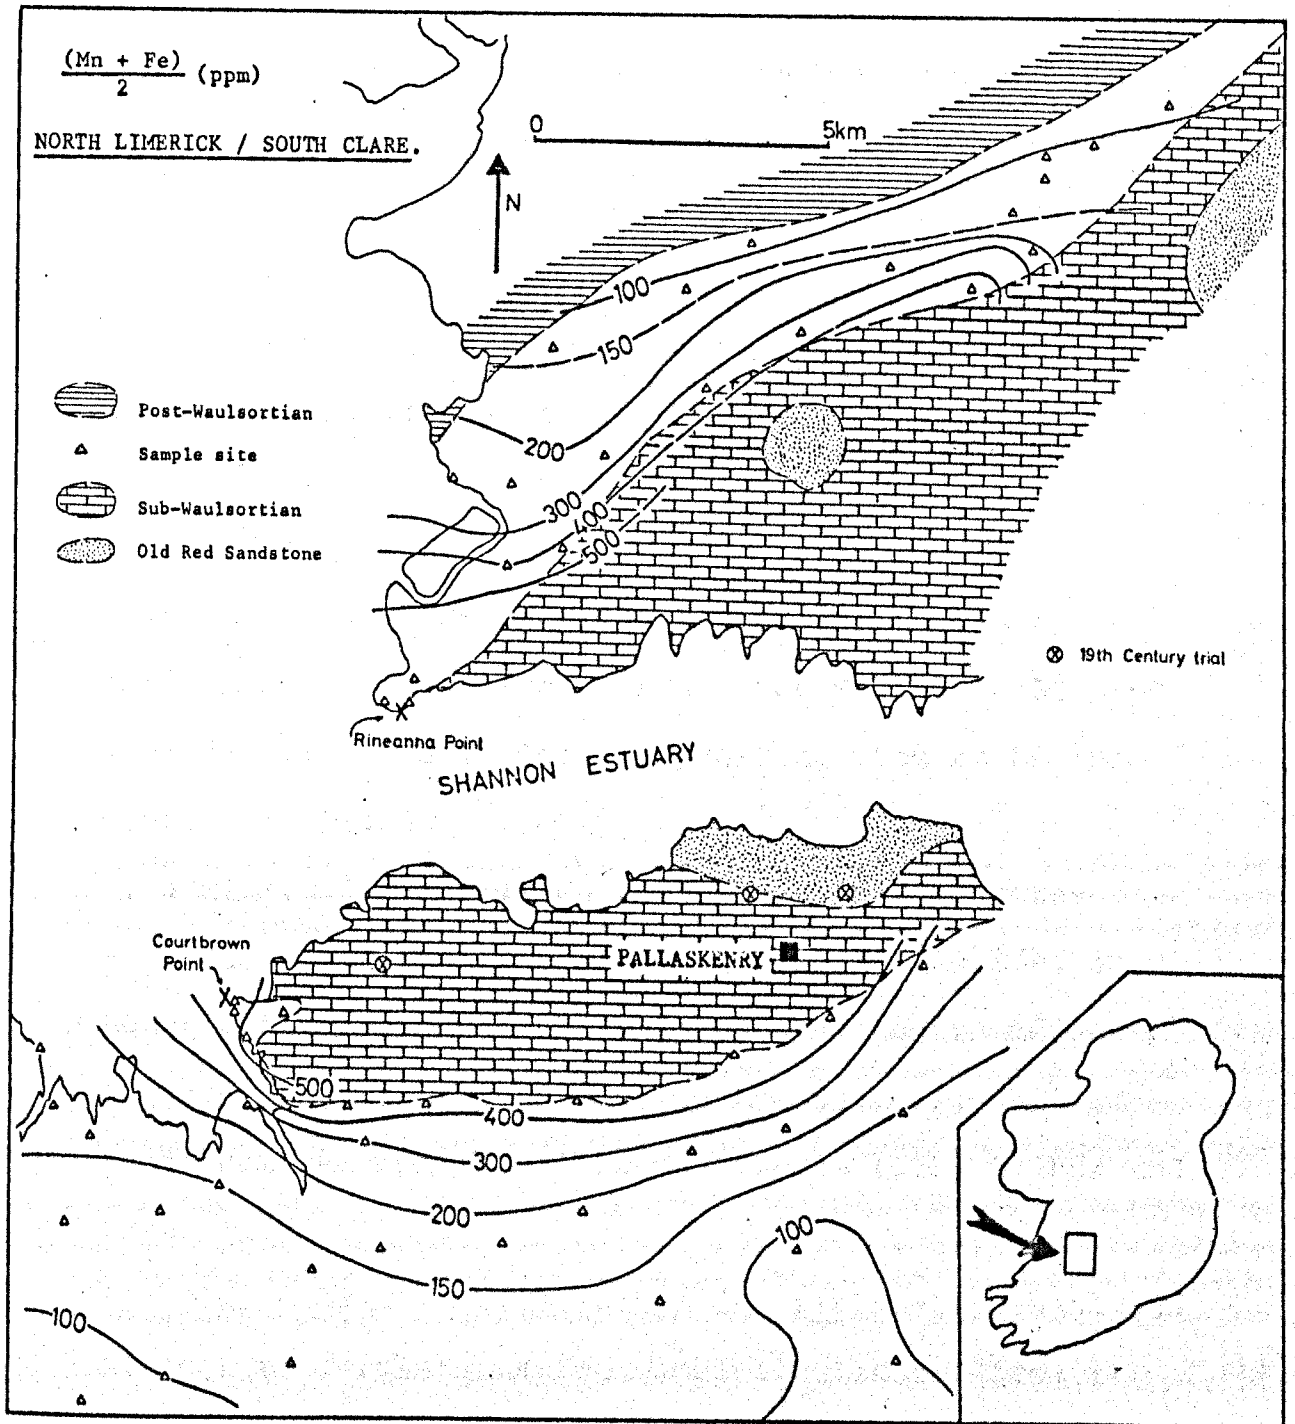 (Mn + Fe)
2
(ppm)
NORTH LIMERICK / SOUTH CLARE.
0
5km
N
100
150
200
300
400
500
Post-Waulsortian
Sample site
Sub-Waulsortian
Old Red Sandstone
19th Century trial
Rineanna Point
SHANNON ESTUARY
Courtbrown
Point
PALLASKENRY
500
400
300
200
150
100
100